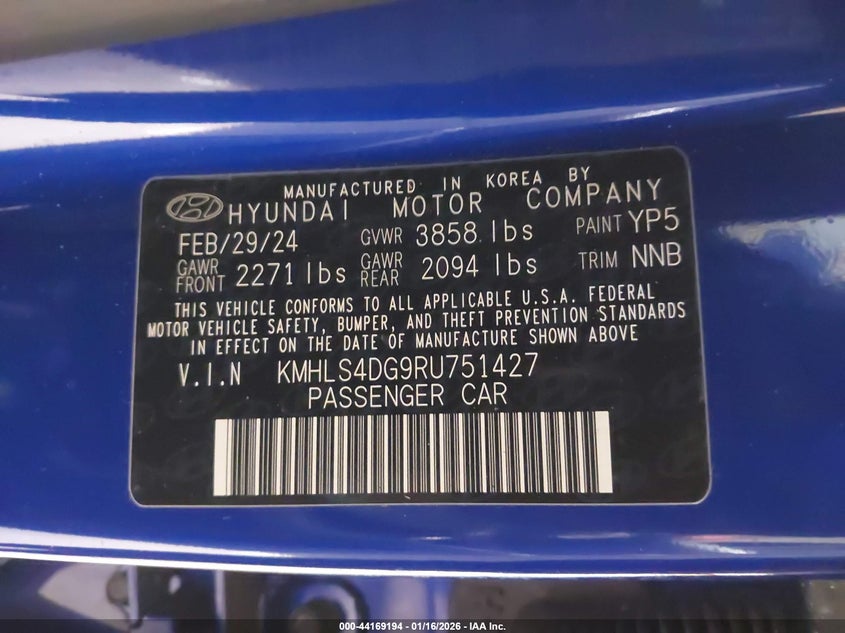 MANUFACTURED IN KOREA BY
HYUNDAI MOTOR COMPANY
FEB/29/24 GVWR 3858 lbs PAINT YP5
GAWR FRONT 2271 lbs GAWR REAR 2094 lbs TRIM NNB
THIS VEHICLE CONFORMS TO ALL APPLICABLE U.S.A. FEDERAL
MOTOR VEHICLE SAFETY, BUMPER, AND THEFT PREVENTION STANDARDS
IN EFFECT ON THE DATE OF MANUFACTURE SHOWN ABOVE
V.I.N KMHLS4DG9RU751427
PASSENGER CAR
000-44169194 - 01/16/2026 - IAA Inc.